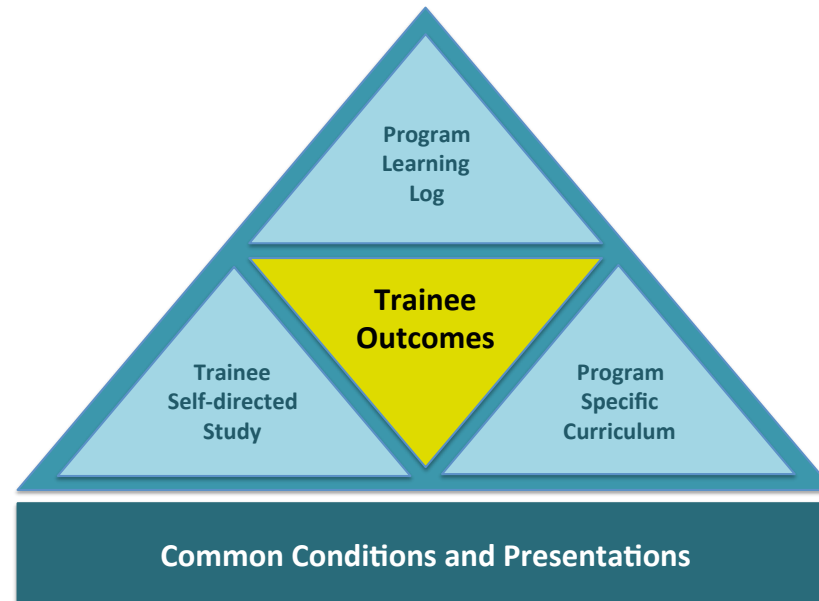 Program
Learning
Log
Trainee
Outcomes
Trainee
Self-directed
Study
Program
Specific
Curriculum
Common Conditions and Presentations